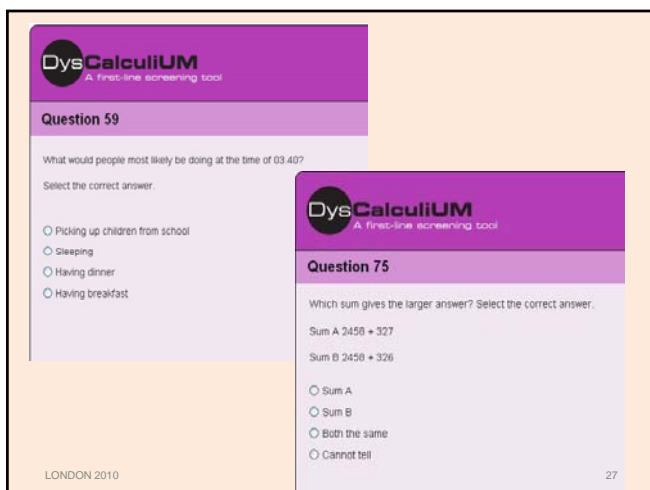 DysCalculiUM
A first-line screening tool
Question 59
What would people most likely be doing at the time of 03.40?
Select the correct answer.
Picking up children from school
Sleeping
Having dinner
Having breakfast
DysCalculiUM
A first-line screening tool
Question 75
Which sum gives the larger answer? Select the correct answer.
Sum A 2458 + 327
Sum B 2458 + 326
Sum A
Sum B
Both the same
Cannot tell
LONDON 2010
27